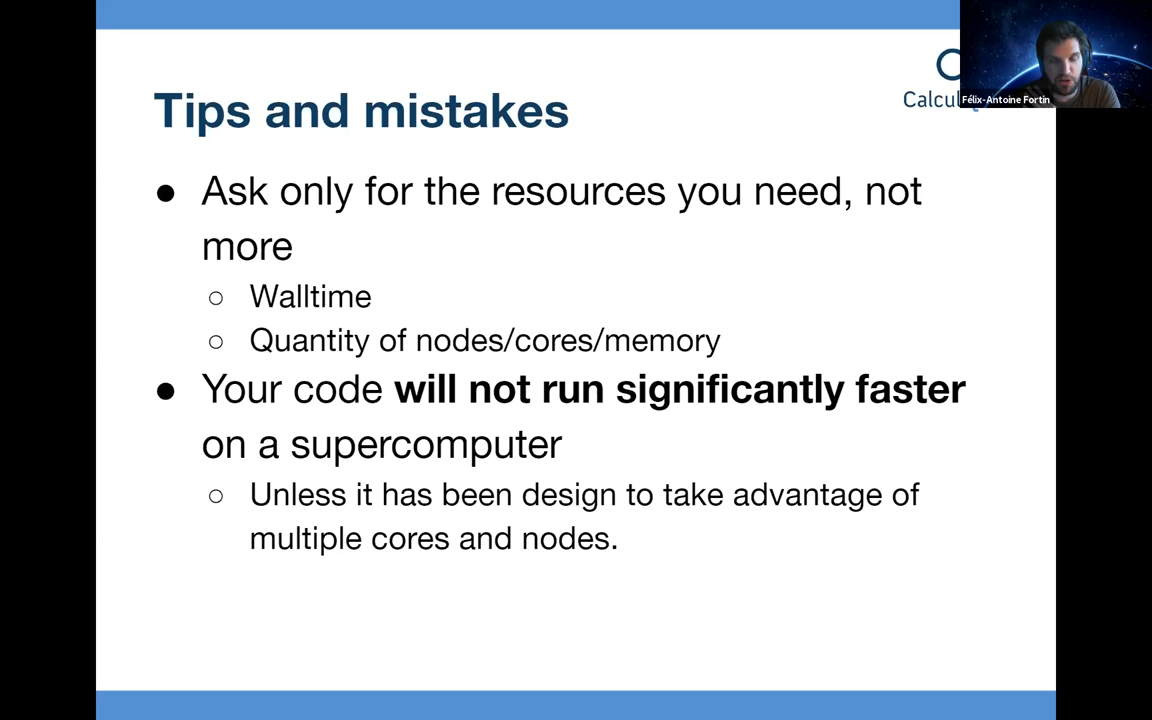 Tips and mistakes
Calcul
Félix-Antoine Fortin
● Ask only for the resources you need, not
more
○ Walltime
○ Quantity of nodes/cores/memory
● Your code will not run significantly faster
on a supercomputer
○ Unless it has been design to take advantage of
multiple cores and nodes.